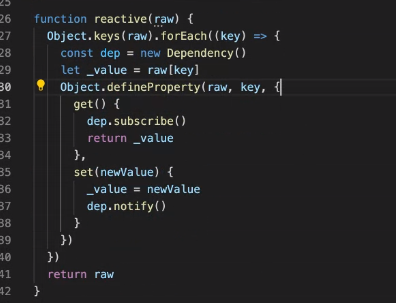 25
26 function reactive(raw) {
27 Object.keys(raw).forEach((key) => {
28 const dep = new Dependency()
29 let _value = raw[key]
30 Object.defineProperty(raw, key, {
31 get() {
32 dep.subscribe()
33 return _value
34 },
35 set(newValue) {
36 _value = newValue
37 dep.notify()
38 }
39 })
40 })
41 return raw
42 }